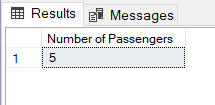 Results Messages
Number of Passengers
1 5